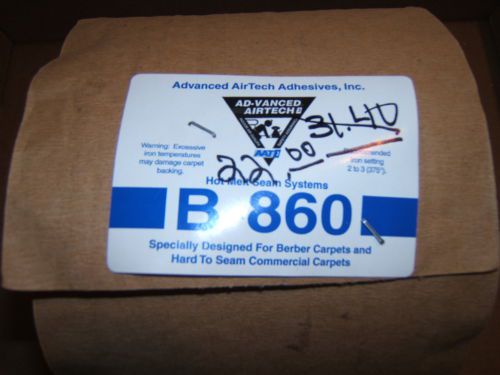 Advanced AirTech Adhesives, Inc.
AD-VANCED
AIRTECH
AATI
31.40
22.00
Warning: Excessive
iron temperatures
may damage carpet
backing.
iron setting
2 to 3 (375°).
Hot Melt Seam Systems
B 860
Specially Designed For Berber Carpets and
Hard To Seam Commercial Carpets